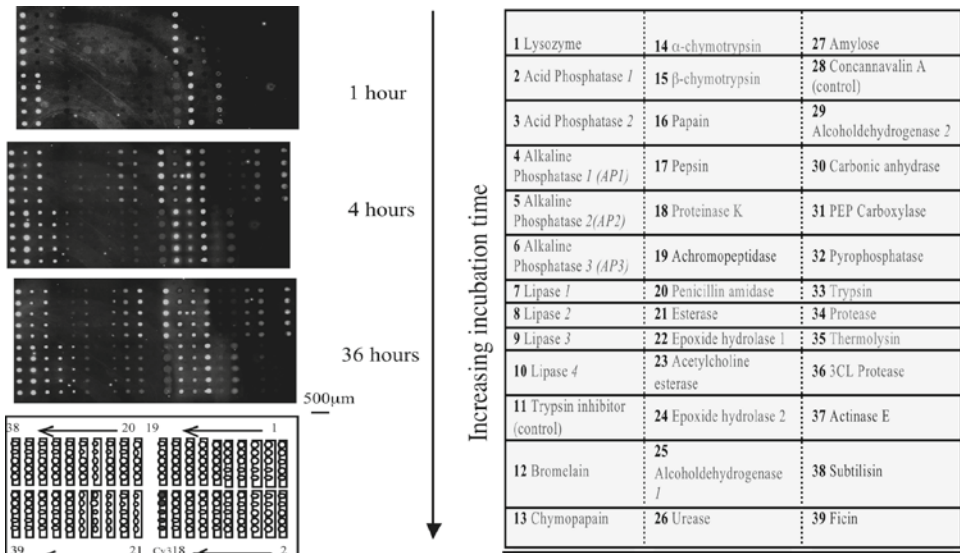 1 hour
4 hours
36 hours
500μm
38 20 19 1
39 21 Cy318 2
Increasing incubation time
1 Lysozyme
14 α-chymotrypsin
27 Amylose
2 Acid Phosphatase 1
15 β-chymotrypsin
28 Concannavalin A
(control)
3 Acid Phosphatase 2
16 Papain
29
Alcoholdehydrogenase 2
4 Alkaline
Phosphatase 1 (AP1)
17 Pepsin
30 Carbonic anhydrase
5 Alkaline
Phosphatase 2(AP2)
18 Proteinase K
31 PEP Carboxylase
6 Alkaline
Phosphatase 3 (AP3)
19 Achromopeptidase
32 Pyrophosphatase
7 Lipase 1
20 Penicillin amidase
33 Trypsin
8 Lipase 2
21 Esterase
34 Protease
9 Lipase 3
22 Epoxide hydrolase 1
35 Thermolysin
10 Lipase 4
23 Acetylcholine
esterase
36 3CL Protease
11 Trypsin inhibitor
(control)
24 Epoxide hydrolase 2
37 Actinase E
12 Bromelain
25
Alcoholdehydrogenase
1
38 Subtilisin
13 Chymopapain
26 Urease
39 Ficin